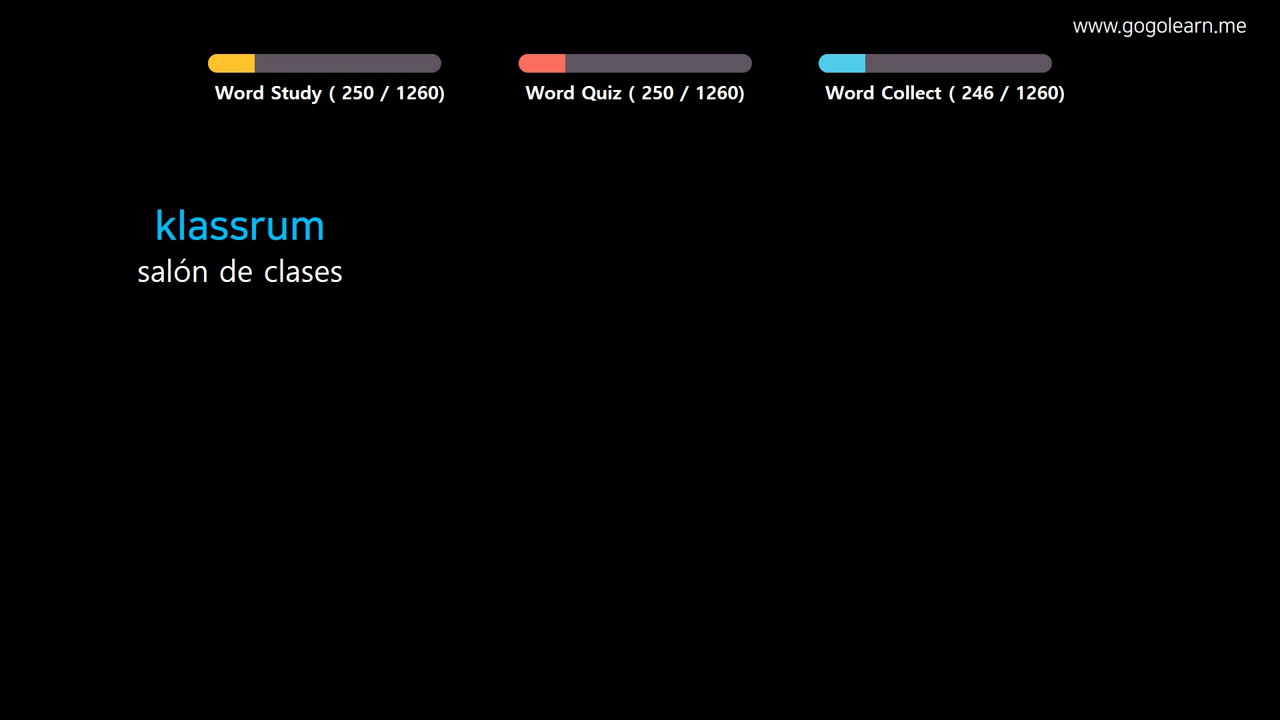 www.gogolearn.me
Word Study ( 250 / 1260)
Word Quiz ( 250 / 1260)
Word Collect ( 246 / 1260)
klassrum
salón de clases